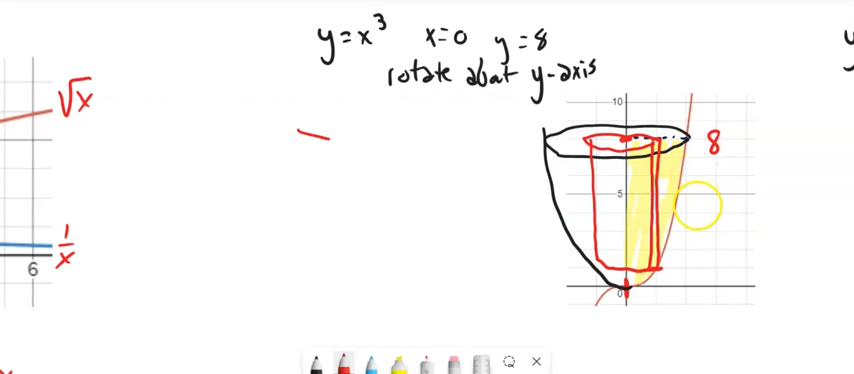 y = x³ x=0 y = 8
rotate about y-axis
√x
10
8
5
1/x
6
0